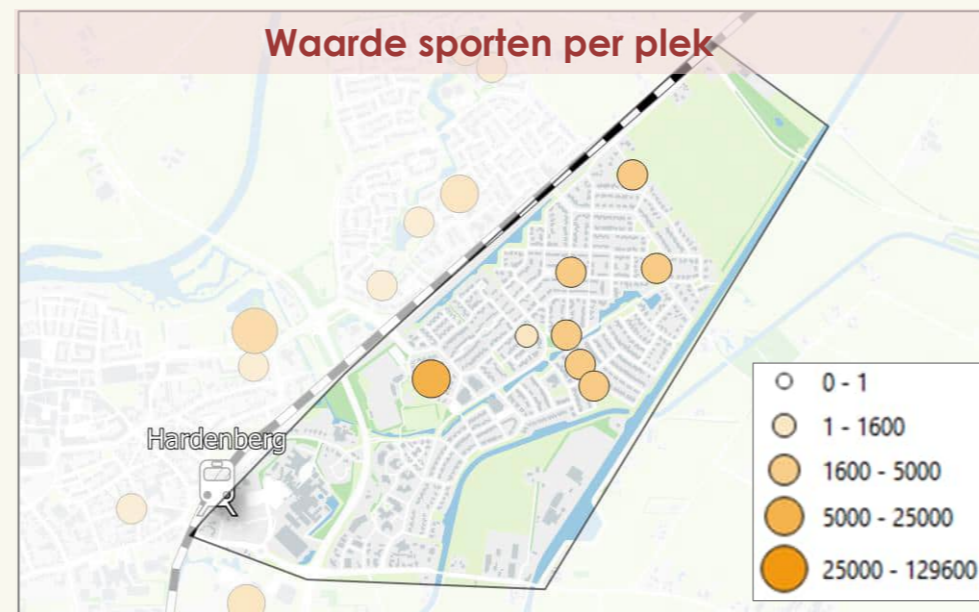 Waarde sporten per plek
Hardenberg
0 - 1
1 - 1600
1600 - 5000
5000 - 25000
25000 - 129600